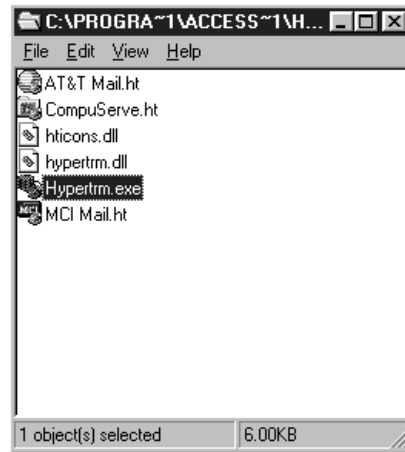 C:\PROGRA~1\ACCESS~1\H...
File Edit View Help
AT&T Mail.ht
CompuServe.ht
hticons.dll
hypertrm.dll
Hypertrm.exe
MCI Mail.ht
1 object(s) selected 6.00KB